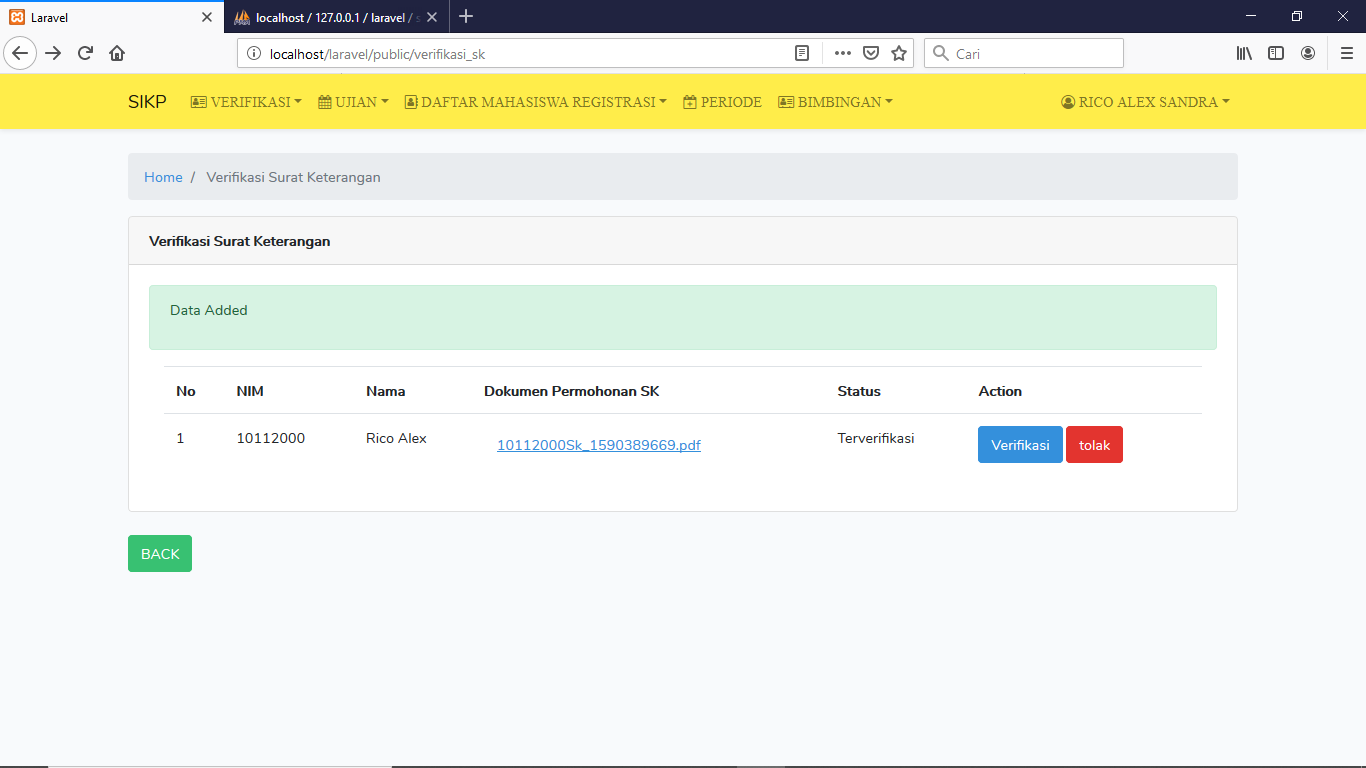 Laravel
localhost / 127.0.0.1 / laravel /
localhost/laravel/public/verifikasi_sk
Cari
SIKP VERIFIKASI UJIAN DAFTAR MAHASISWA REGISTRASI PERIODE BIMBINGAN RICO ALEX SANDRA
Home / Verifikasi Surat Keterangan
Verifikasi Surat Keterangan
Data Added
No NIM Nama Dokumen Permohonan SK Status Action
1 10112000 Rico Alex 10112000Sk_1590389669.pdf Terverifikasi Verifikasi tolak
BACK